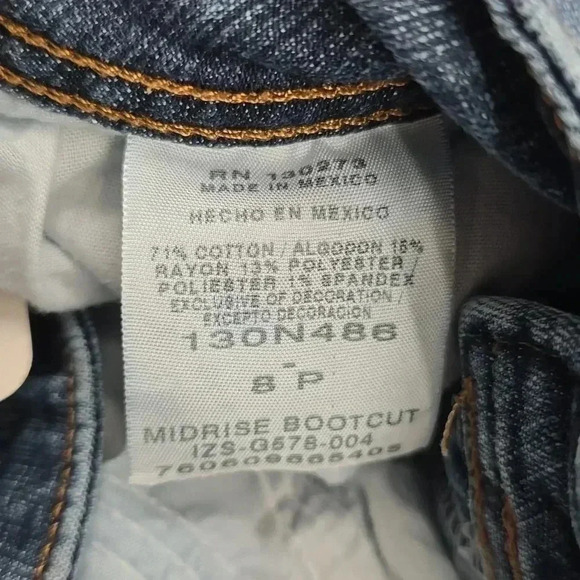 RN 130273
MADE IN MEXICO
HECHO EN MEXICO
71% COTTON / ALGODON 15%
RAYON 13% POLYESTER /
POLIESTER 1% SPANDEX
EXCLUSIVE OF DECORATION /
EXCEPTO DECORACION
130N486
8 - P
MIDRISE BOOTCUT
IZS-G578-004